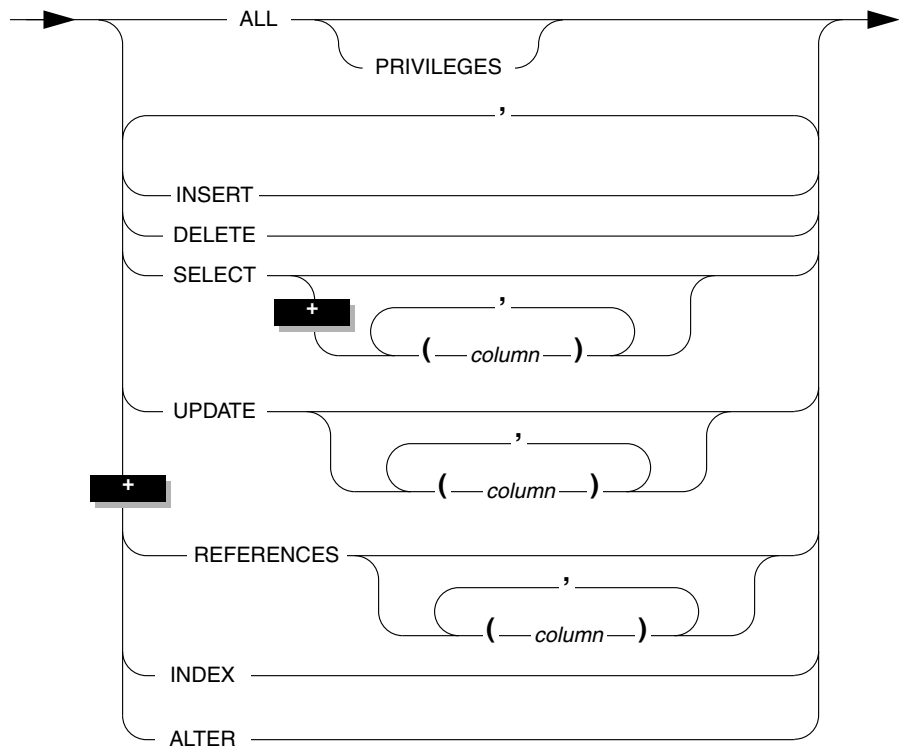 ALL
PRIVILEGES
,
INSERT
DELETE
SELECT
+
,
( column )
UPDATE
,
( column )
+
REFERENCES
,
( column )
INDEX
ALTER